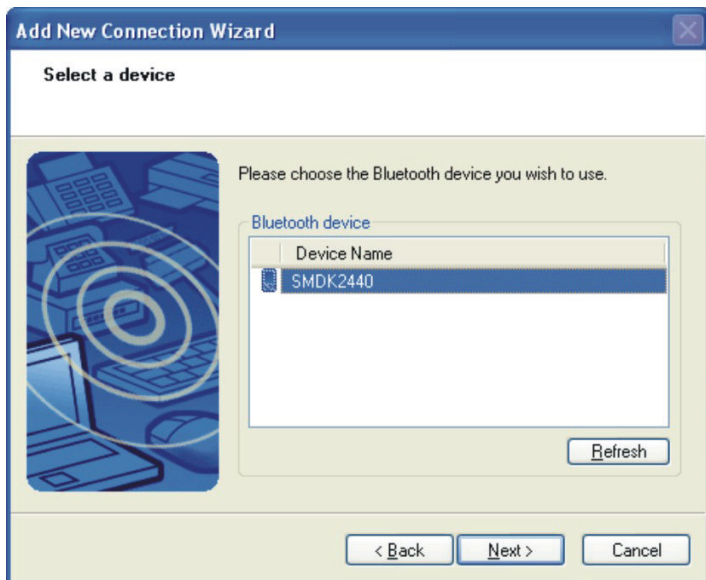 Add New Connection Wizard
Select a device
Please choose the Bluetooth device you wish to use.
Bluetooth device
Device Name
SMDK2440
Refresh
< Back Next > Cancel